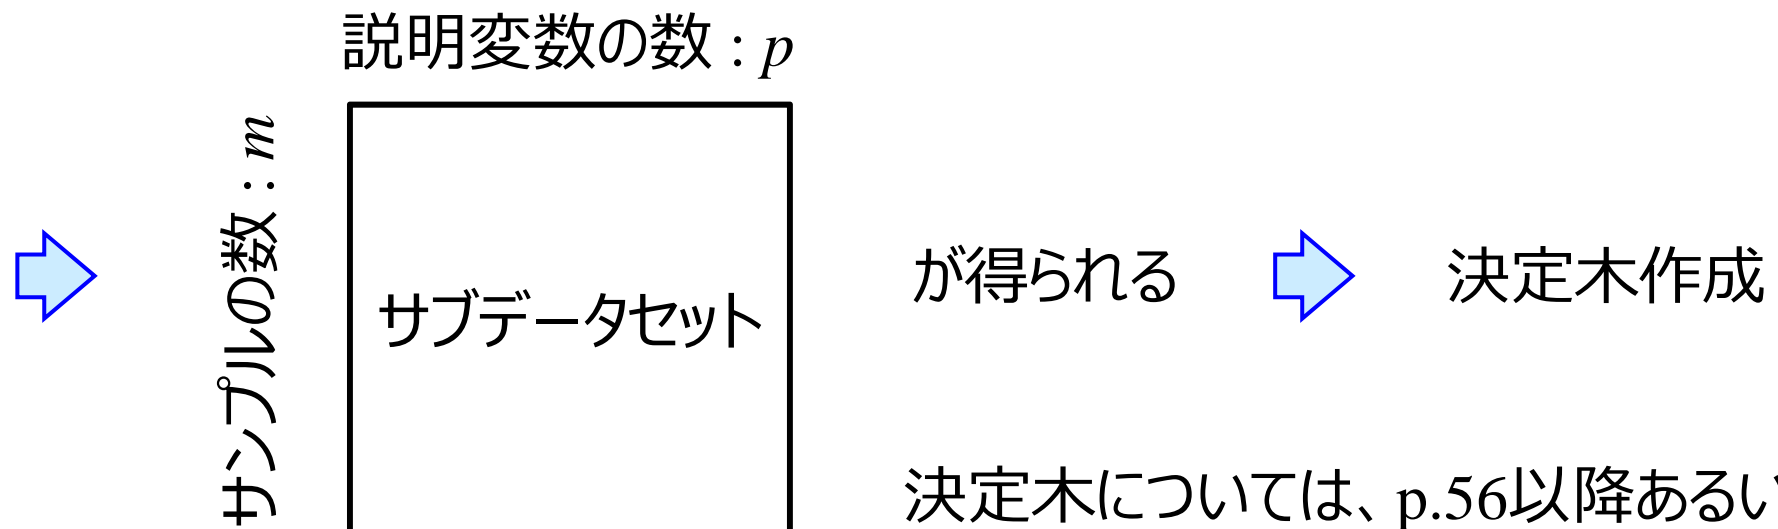 説明変数の数 : p
サンプルの数 : m
サブデータセット
が得られる
決定木作成
決定木については、p.56以降あるい